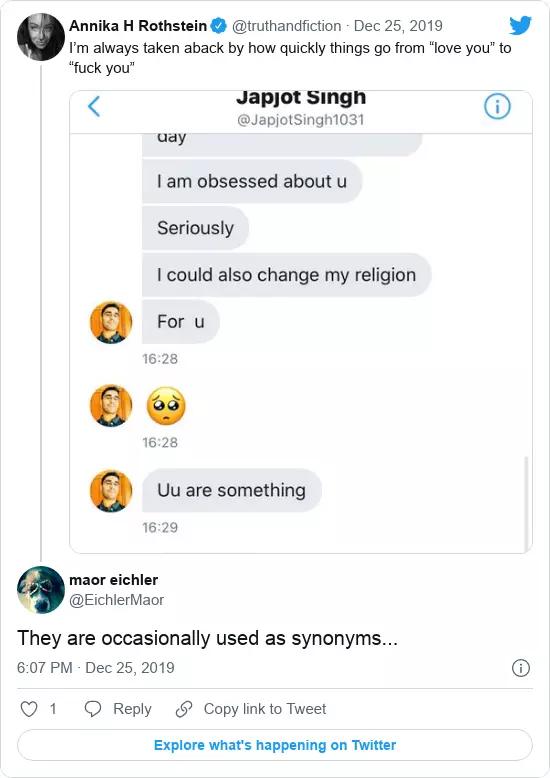 Annika H Rothstein @truthandfiction · Dec 25, 2019
I’m always taken aback by how quickly things go from “love you” to
“fuck you”
Japjot Singh
@JapjotSingh1031
day
I am obsessed about u
Seriously
I could also change my religion
For u
16:28
🥺
16:28
Uu are something
16:29
maor eichler
@EichlerMaor
They are occasionally used as synonyms...
6:07 PM · Dec 25, 2019
1 Reply Copy link to Tweet
Explore what's happening on Twitter